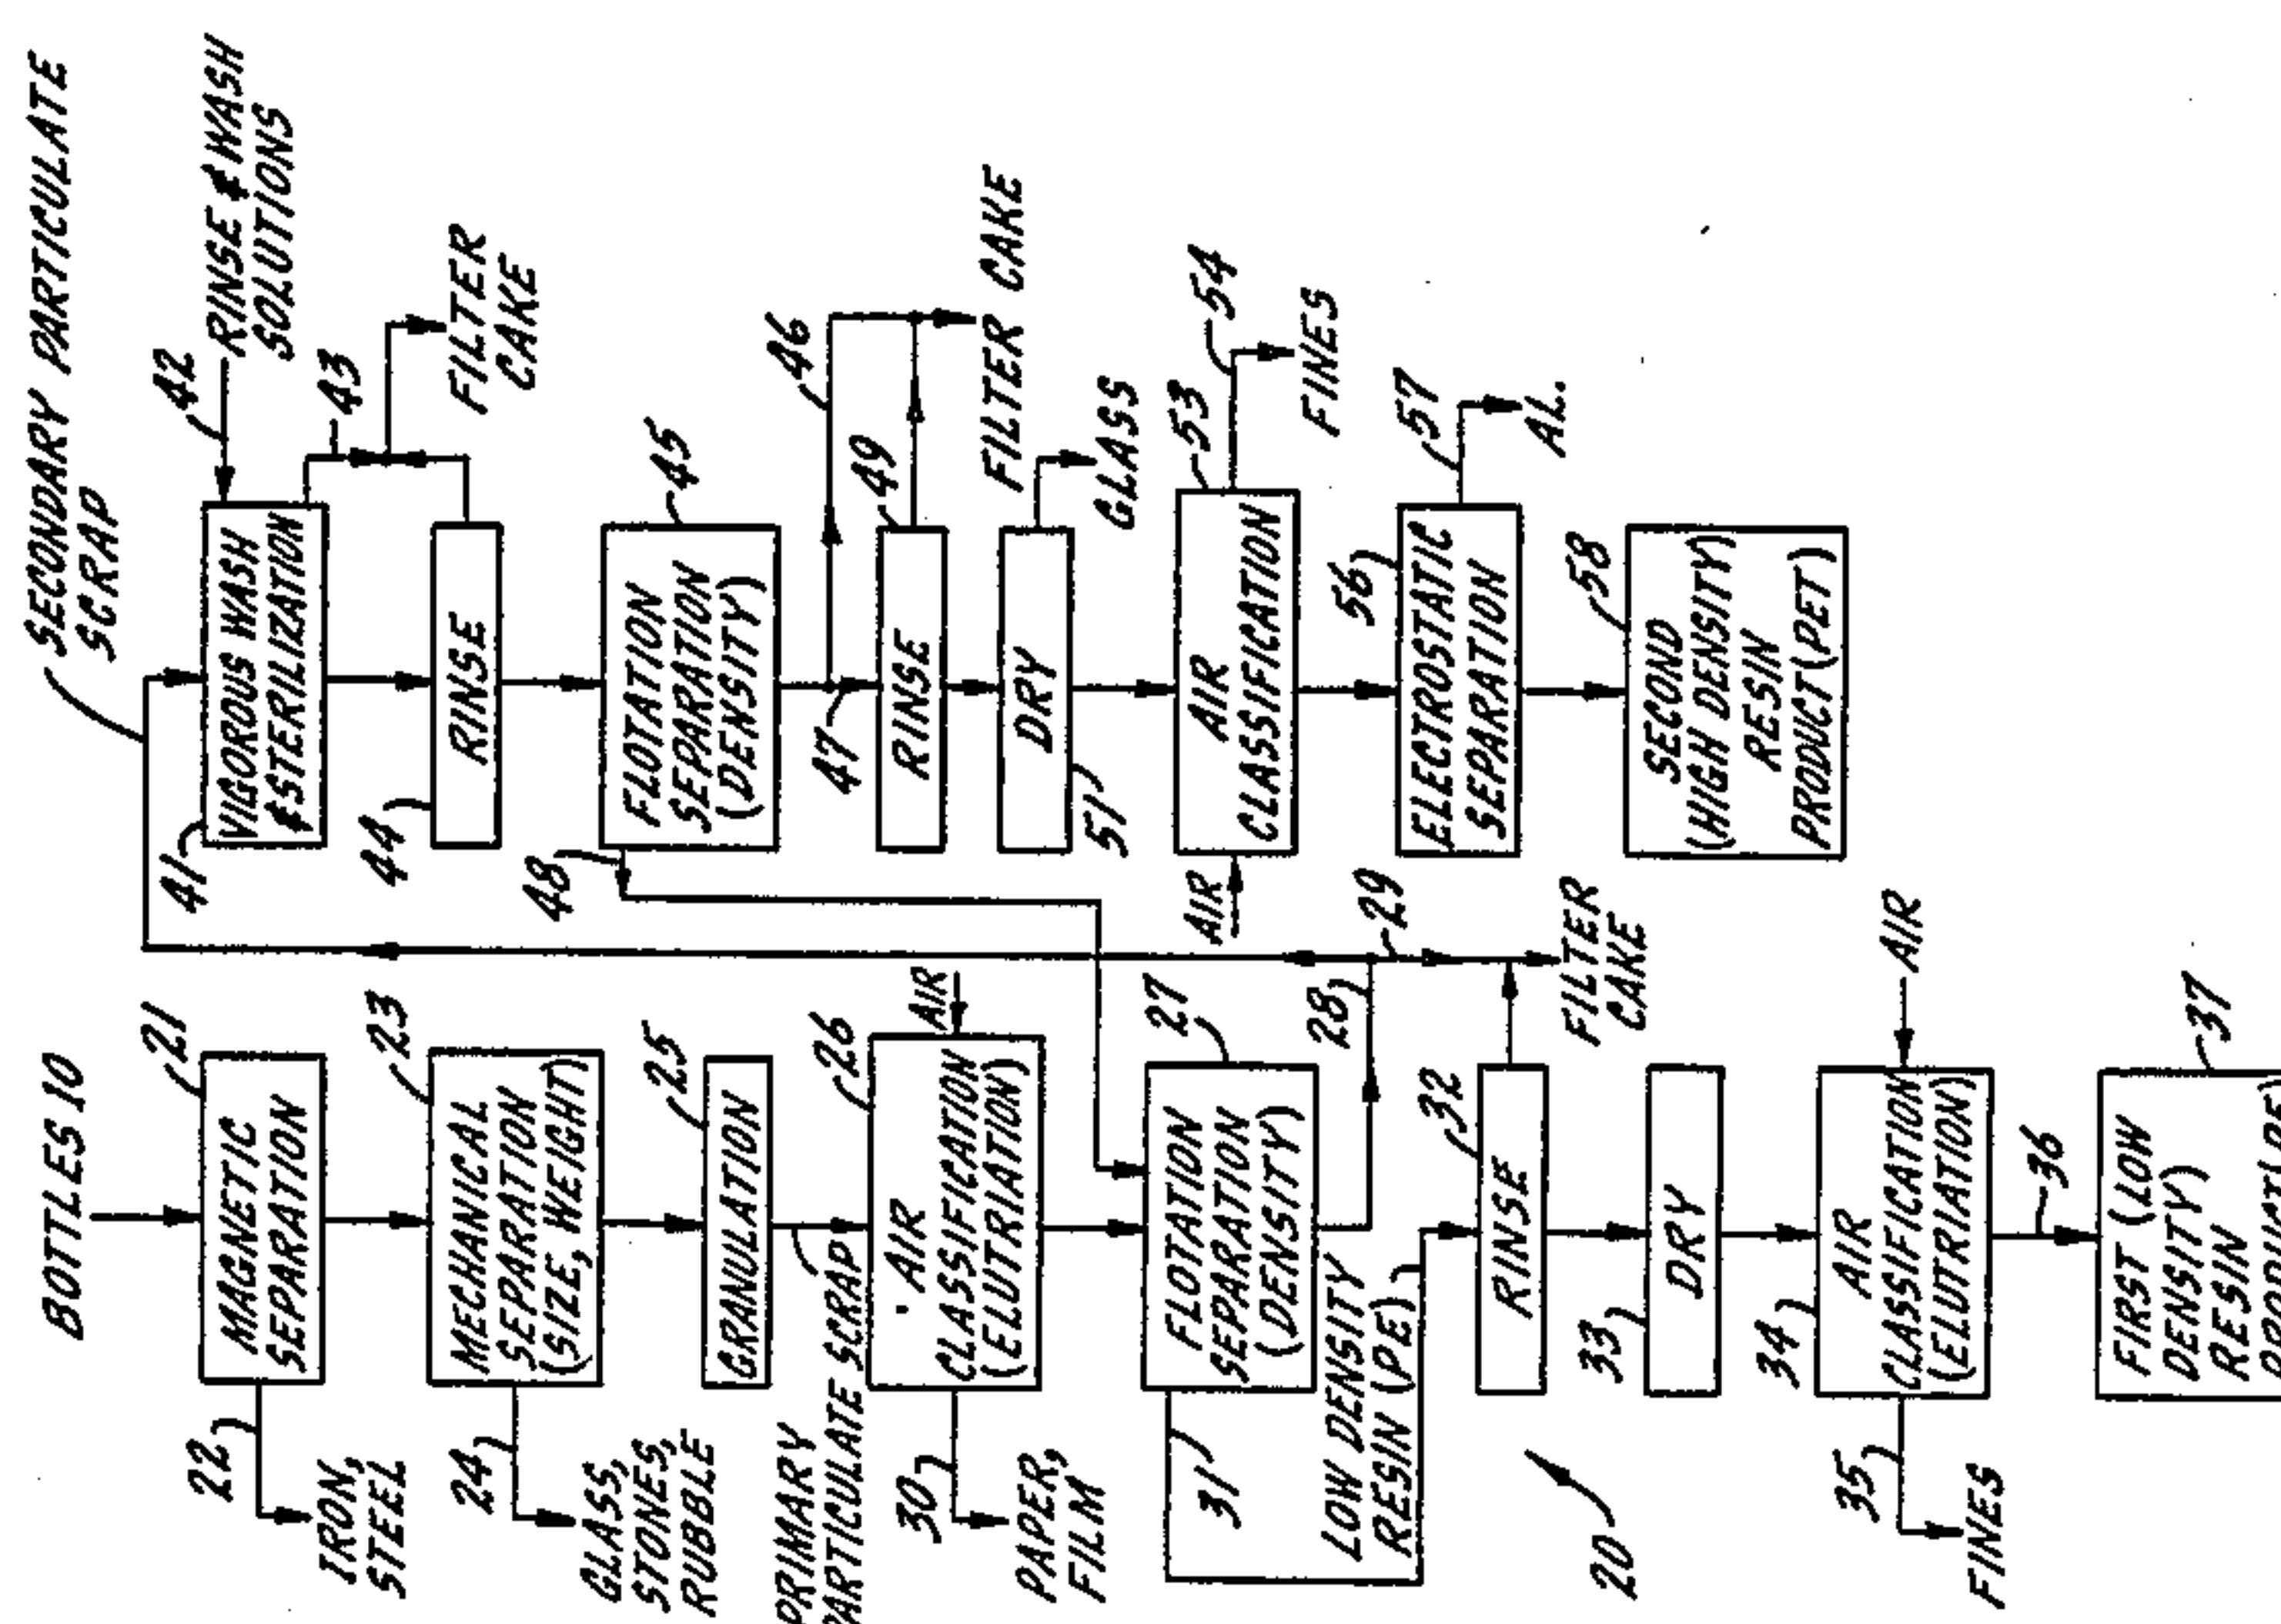 BOTTLES 10
21
MAGNETIC
SEPARATION
22
IRON,
STEEL
23
MECHANICAL
SEPARATION
(SIZE, WEIGHT)
24
GLASS,
STONES,
RUBBLE
25
GRANULATION
PRIMARY
PARTICULATE SCRAP
26
AIR
AIR
CLASSIFICATION
(ELUTRIATION)
30
PAPER,
FILM
27
FLOTATION
SEPARATION
(DENSITY)
28
29
31
LOW DENSITY
RESIN (PE)
32
RINSE
FILTER
CAKE
20
33
DRY
34
AIR
AIR
CLASSIFICATION
(ELUTRIATION)
35
FINES
36
37
FIRST (LOW
DENSITY)
RESIN
PRODUCT (PE)
SECONDARY PARTICULATE
SCRAP
41
VIGOROUS WASH
& STERILIZATION
42
RINSE & WASH
SOLUTIONS
43
FILTER
CAKE
44
RINSE
45
FLOTATION
SEPARATION
(DENSITY)
48
46
47
49
RINSE
FILTER CAKE
51
DRY
GLASS
53
AIR
AIR
CLASSIFICATION
54
FINES
56
ELECTROSTATIC
SEPARATION
57
AL.
58
SECOND
(HIGH DENSITY)
RESIN
PRODUCT (PET)